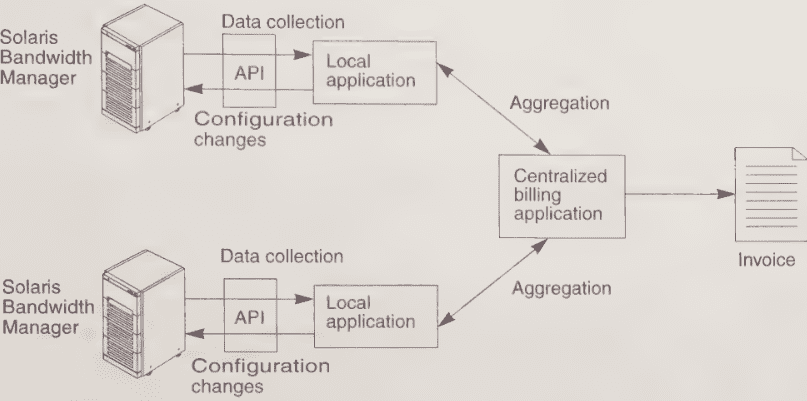 Data collection
Solaris
Bandwidth
Manager
API
Local
application
Configuration
changes
Aggregation
Centralized
billing
application
Invoice
Data collection
Solaris
Bandwidth
Manager
API
Local
application
Aggregation
Configuration
changes